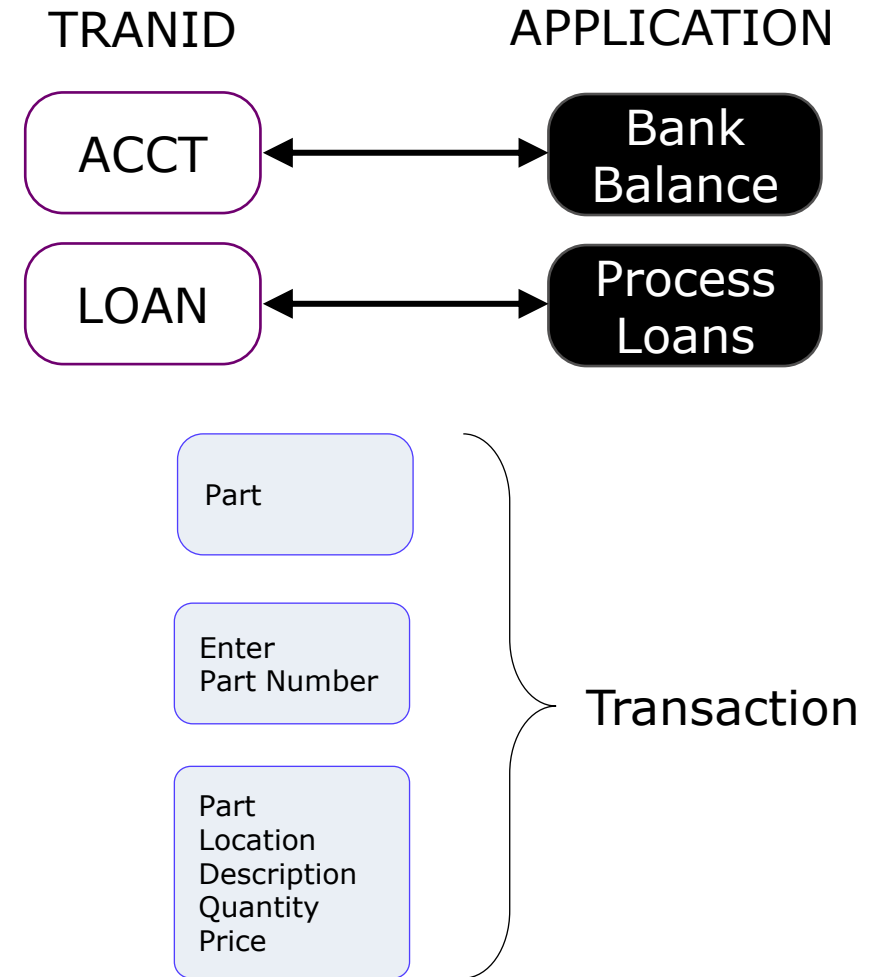 TRANID
APPLICATION
ACCT
Bank
Balance
LOAN
Process
Loans
Part
Enter
Part Number
Part
Location
Description
Quantity
Price
Transaction